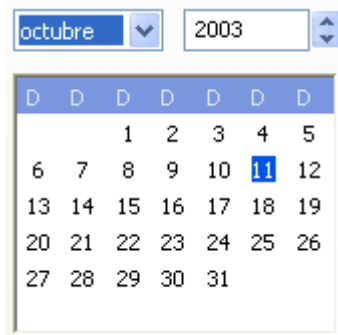 octubre 2003
D D D D D D D
1 2 3 4 5
6 7 8 9 10 11 12
13 14 15 16 17 18 19
20 21 22 23 24 25 26
27 28 29 30 31